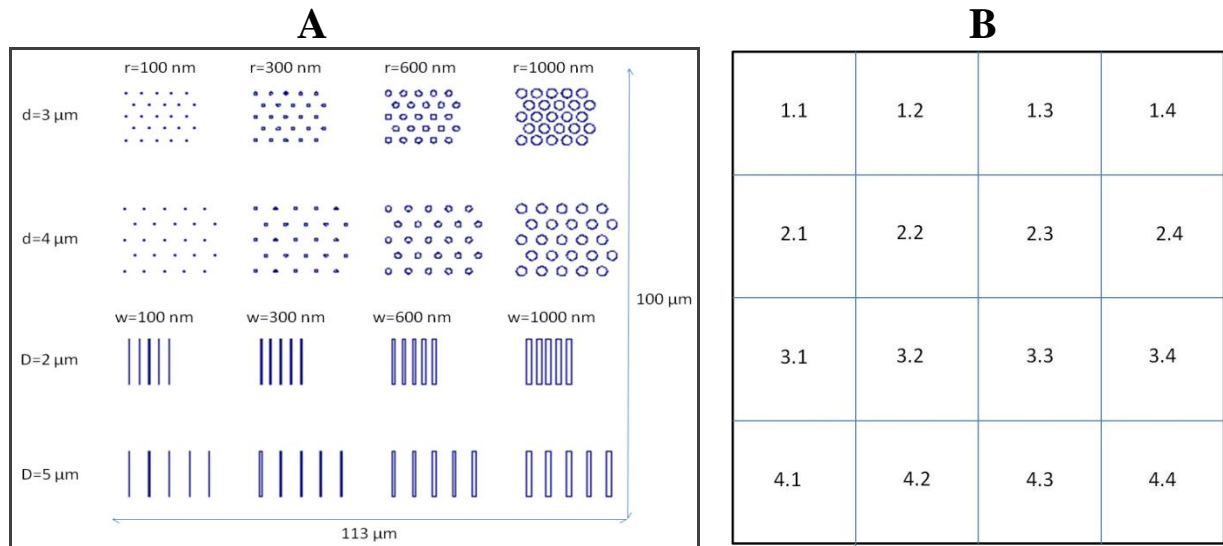 A
r=100 nm r=300 nm r=600 nm r=1000 nm
d=3 µm
d=4 µm
100 µm
w=100 nm w=300 nm w=600 nm w=1000 nm
D=2 µm
D=5 µm
113 µm
B
1.1 1.2 1.3 1.4
2.1 2.2 2.3 2.4
3.1 3.2 3.3 3.4
4.1 4.2 4.3 4.4